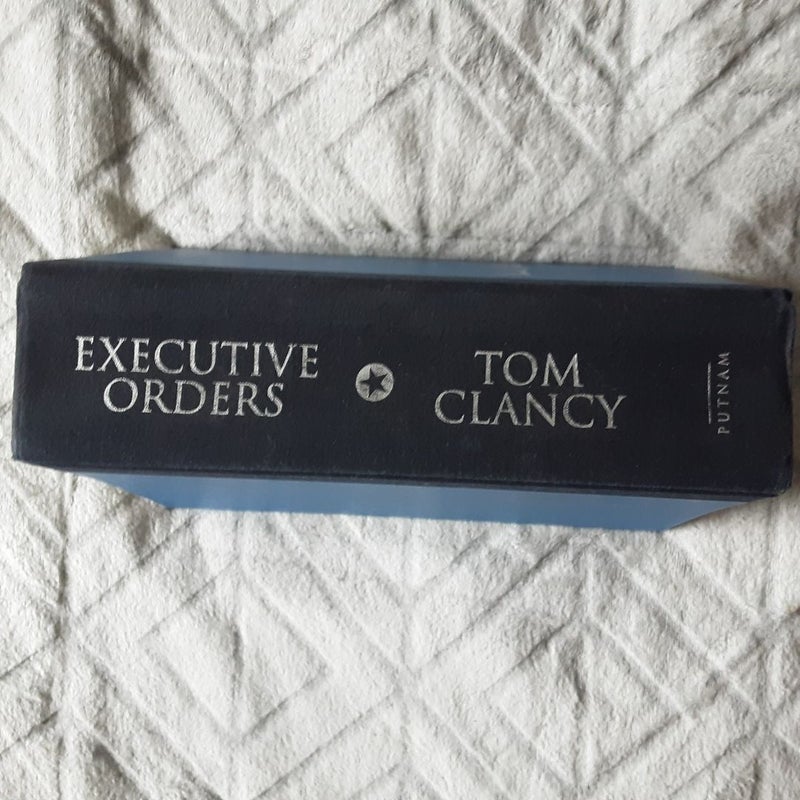 EXECUTIVE
ORDERS
TOM
CLANCY
PUTNAM